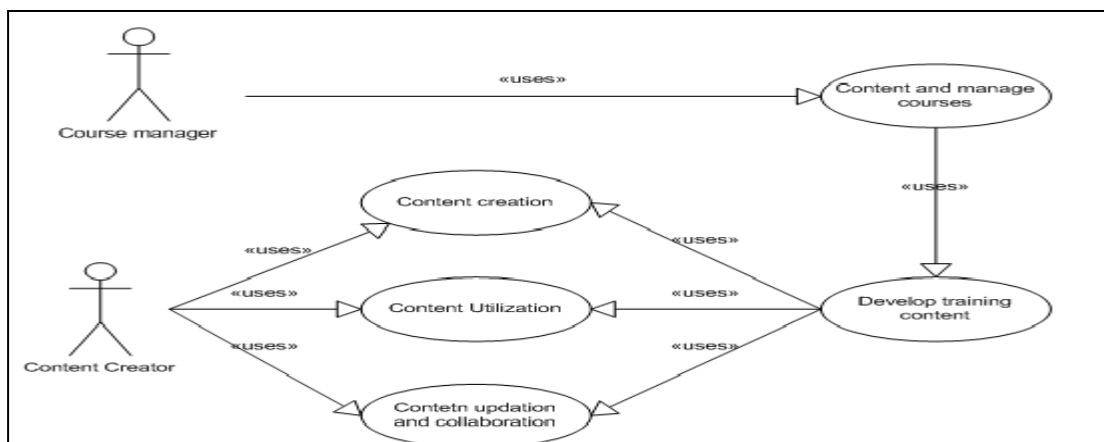 «uses»
Content and manage
courses
Course manager
«uses»
Content creation
«uses»
«uses»
«uses»
Content Utilization
«uses»
Develop training
content
«uses»
«uses»
Content Creator
Contetn updation
and collaboration